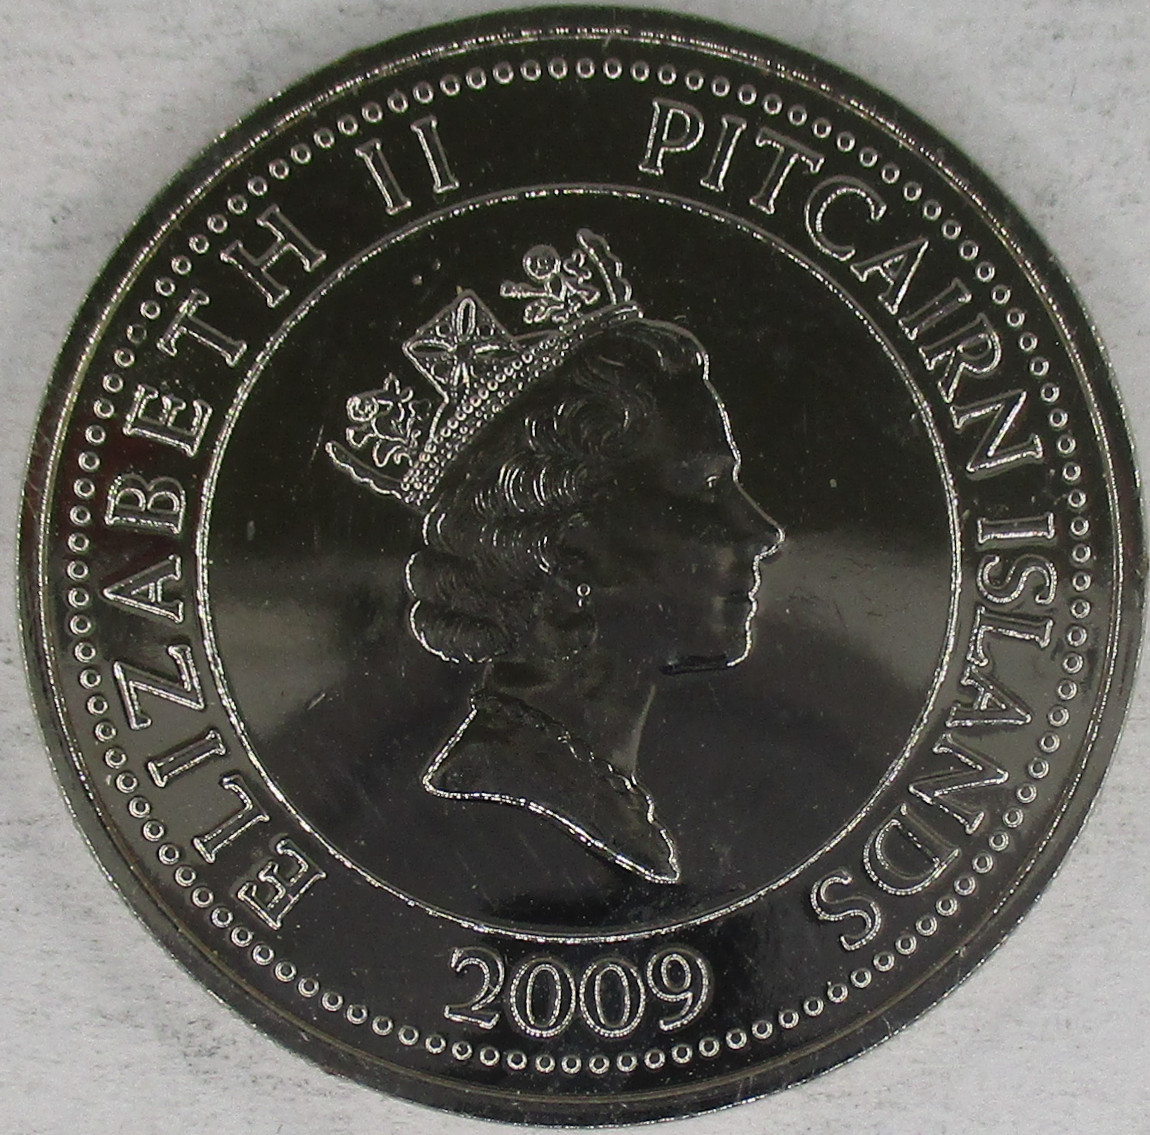 ELIZABETH II PITCAIRN ISLANDS
2009